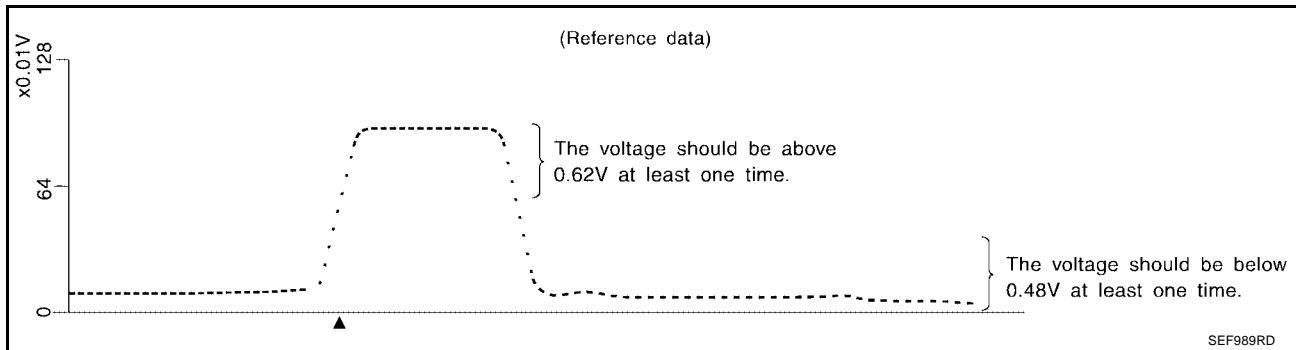 (Reference data)
x0.01V
128
64
0
The voltage should be above
0.62V at least one time.
The voltage should be below
0.48V at least one time.
SEF989RD